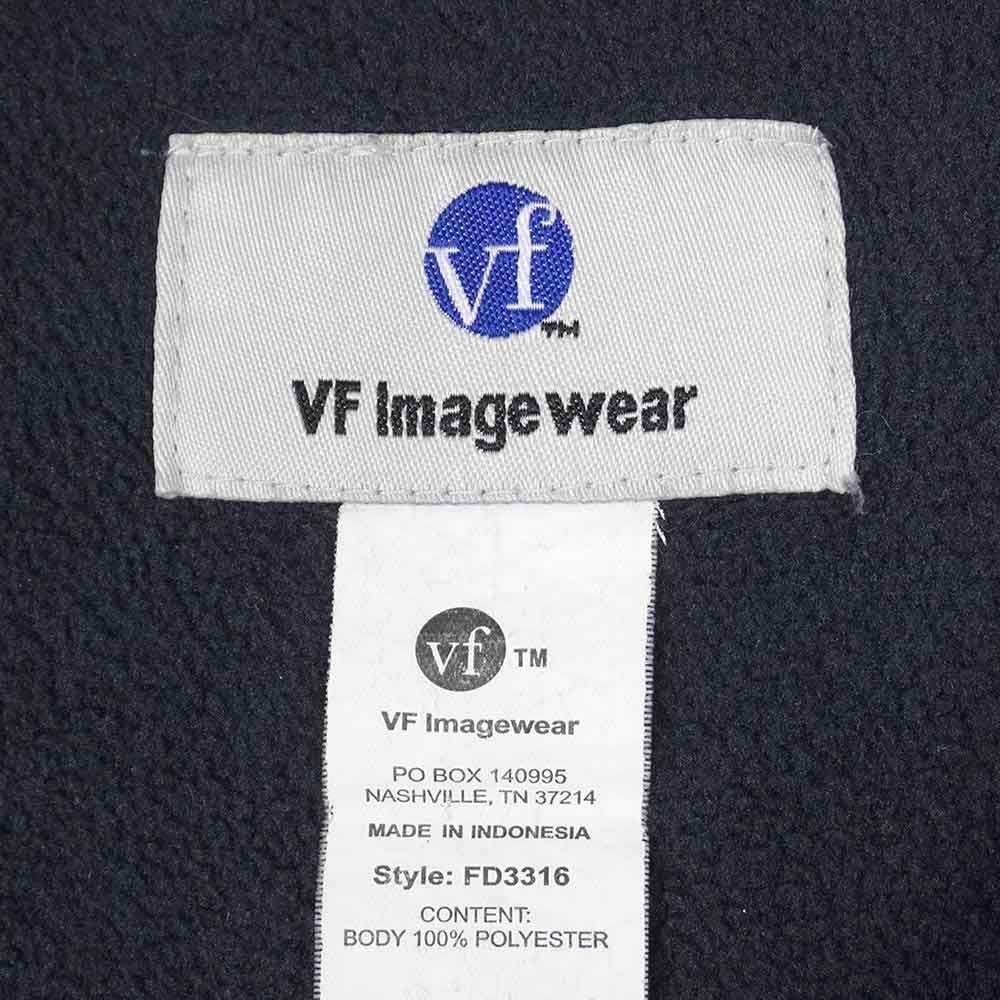 vf
TM
VF Imagewear
vf TM
VF Imagewear
PO BOX 140995
NASHVILLE, TN 37214
MADE IN INDONESIA
Style: FD3316
CONTENT:
BODY 100% POLYESTER